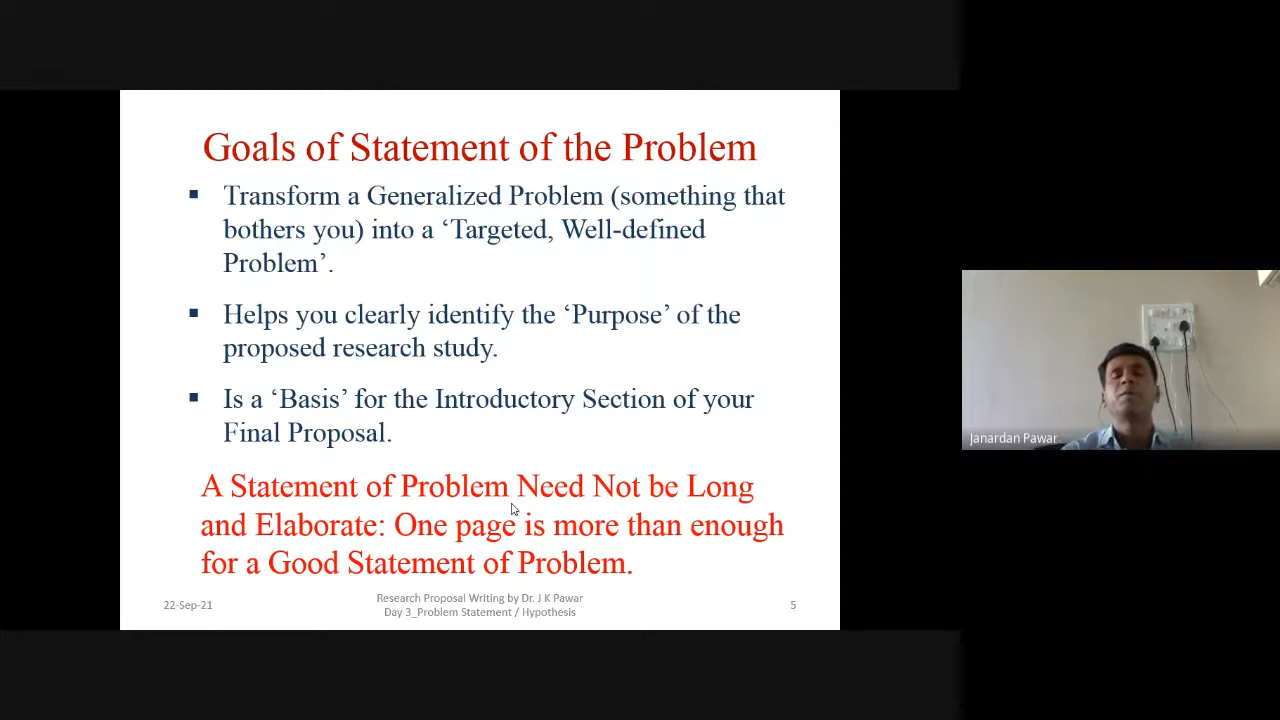 Goals of Statement of the Problem
▪ Transform a Generalized Problem (something that
bothers you) into a ‘Targeted, Well-defined
Problem’.
▪ Helps you clearly identify the ‘Purpose’ of the
proposed research study.
▪ Is a ‘Basis’ for the Introductory Section of your
Final Proposal.
A Statement of Problem Need Not be Long
and Elaborate: One page is more than enough
for a Good Statement of Problem.
22-Sep-21
Research Proposal Writing by Dr. J K Pawar
Day 3_Problem Statement / Hypothesis
5
Janardan Pawar